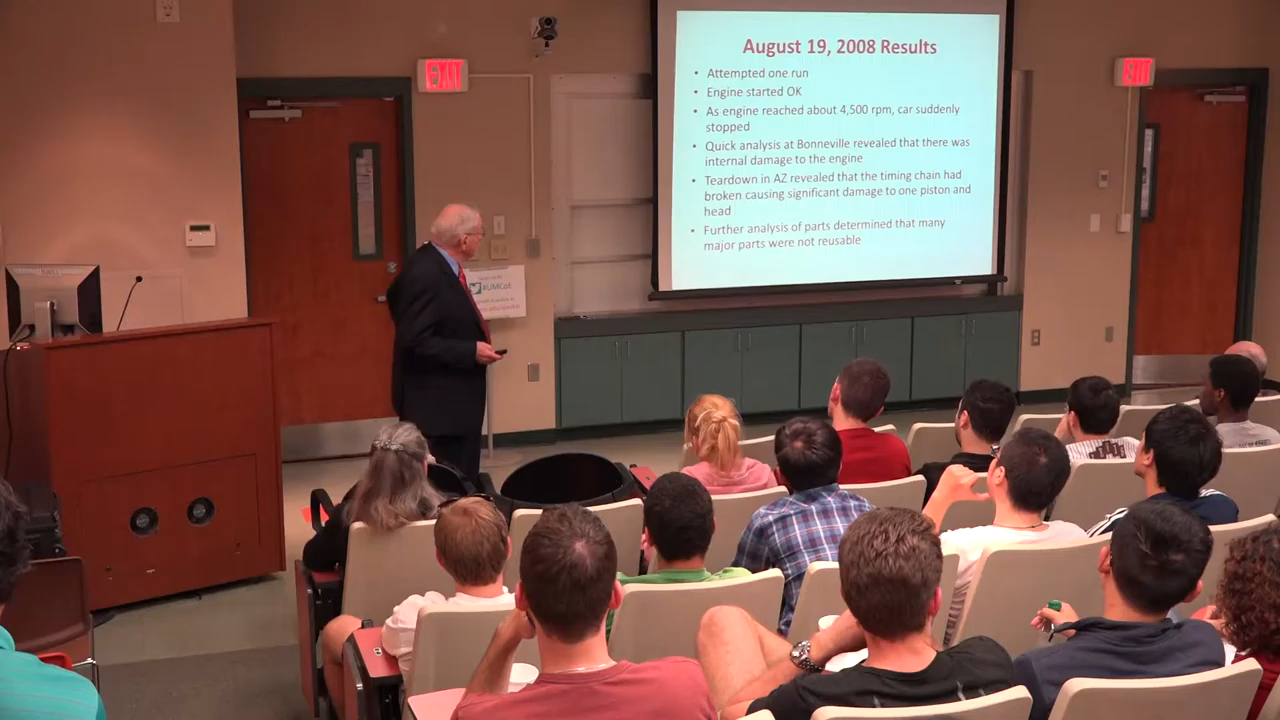 EXIT
EXIT
August 19, 2008 Results
• Attempted one run
• Engine started OK
• As engine reached about 4,500 rpm, car suddenly
stopped
• Quick analysis at Bonneville revealed that there was
internal damage to the engine
• Teardown in AZ revealed that the timing chain had
broken causing significant damage to one piston and
head
• Further analysis of parts determined that many
major parts were not reusable
#UMCot